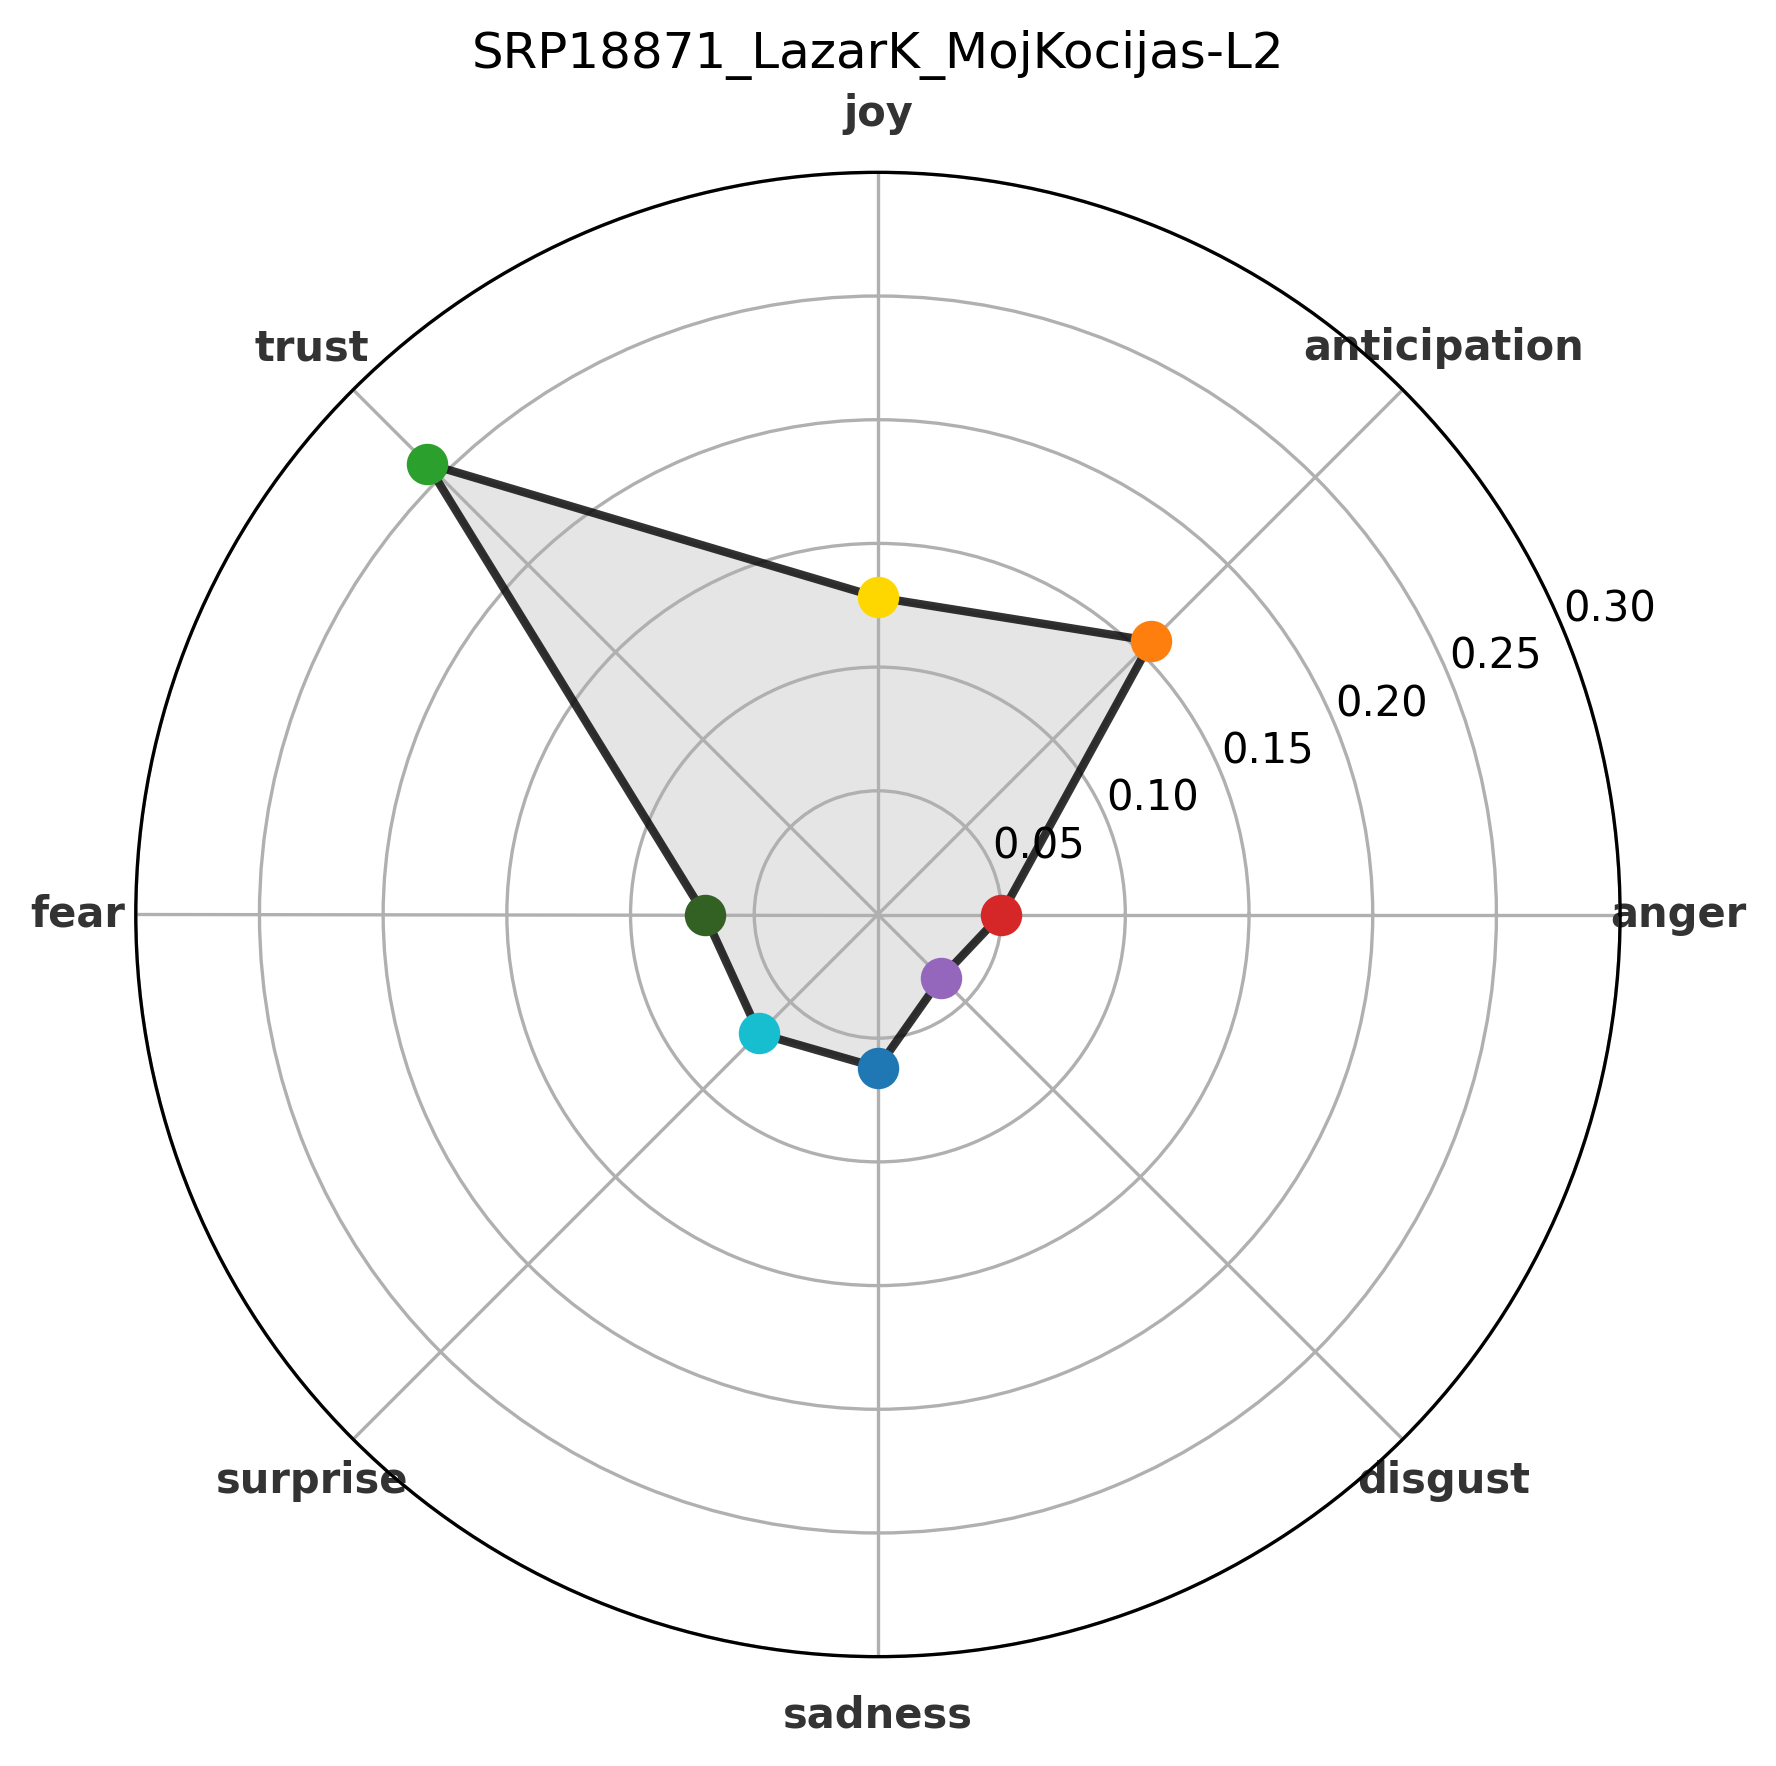 SRP18871_LazarK_MojKocijas-L2
joy
trust
anticipation
0.30
0.25
0.20
0.15
0.10
0.05
fear
anger
surprise
disgust
sadness